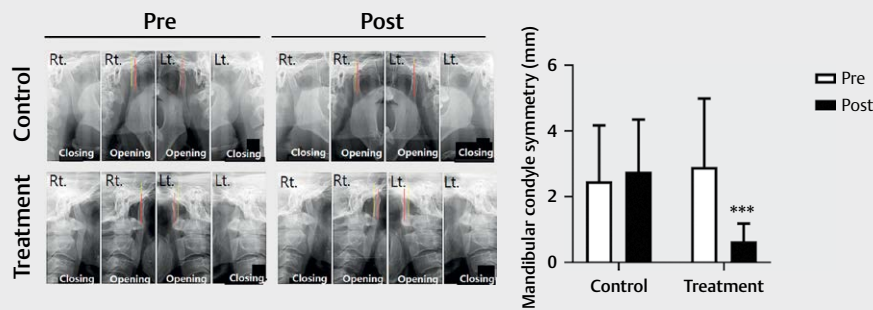 Pre
Post
Control
Rt. Rt. Lt. Lt.
Closing Opening Opening Closing
Rt. Rt. Lt. Lt.
Closing Opening Opening Closing
Treatment
Rt. Rt. Lt. Lt.
Closing Opening Opening Closing
Rt. Rt. Lt. Lt.
Closing Opening Opening Closing
Mandibular condyle symmetry (mm)
6
4
2
0
***
Control Treatment
Pre
Post